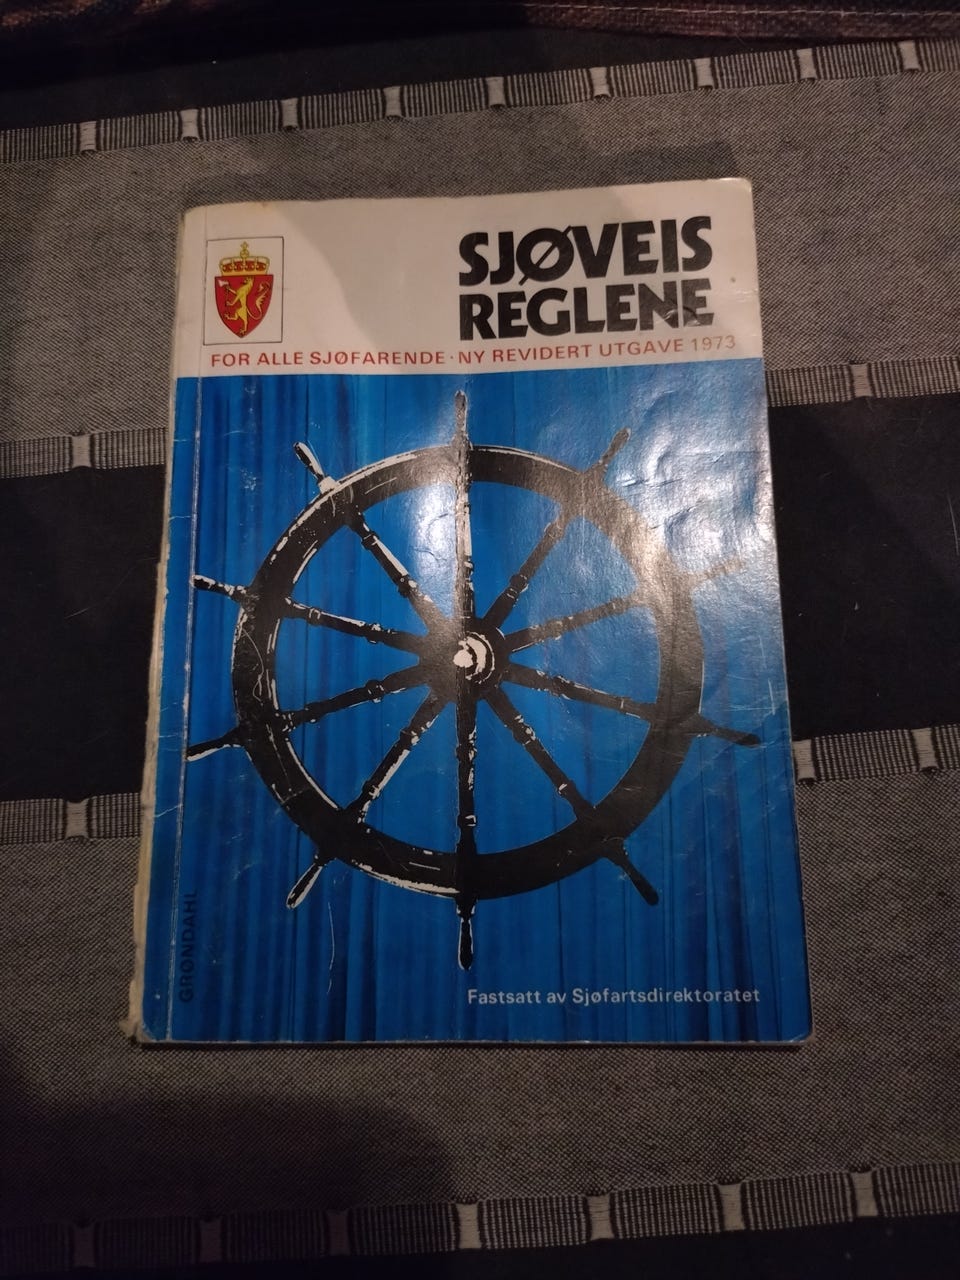 SJØVEIS
REGLENE
FOR ALLE SJØFARENDE · NY REVIDERT UTGAVE 1973
GRØNDAHL
Fastsatt av Sjøfartsdirektoratet